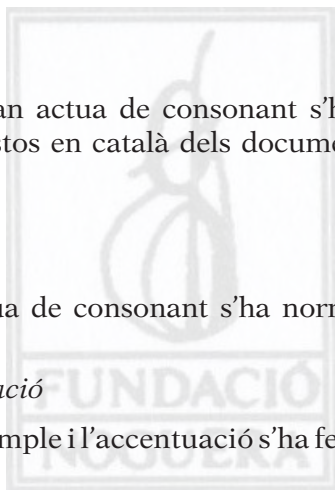 an actua de consonant s'h
stos en català dels docume
ua de consonant s'ha norm
ució
FUNDACIÓ
mple i l'accentuació s'ha fe
NOGUERA